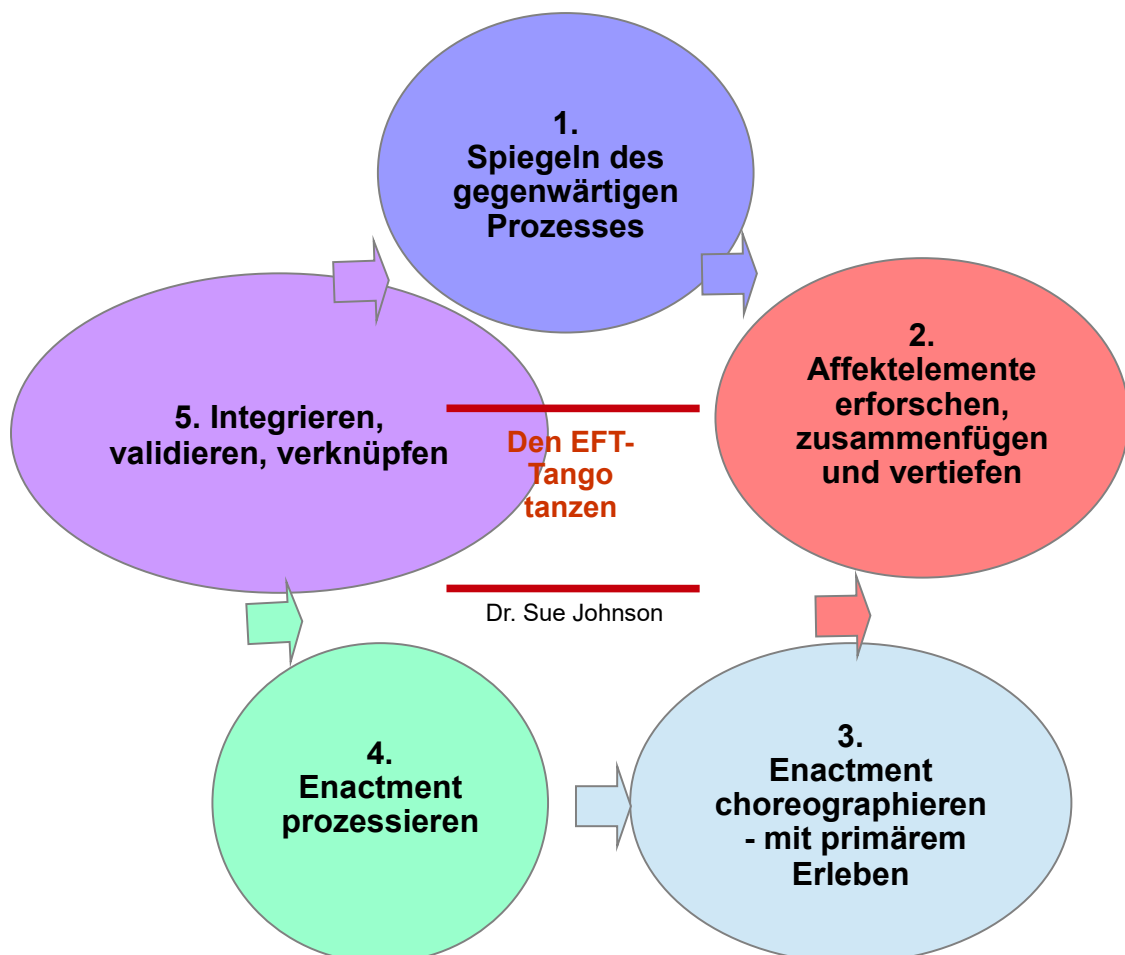 1.
Spiegeln des
gegenwärtigen
Prozesses
2.
Affektelemente
erforschen,
zusammenfügen
und vertiefen
3.
Enactment
choreographieren
- mit primärem
Erleben
4.
Enactment
prozessieren
5. Integrieren,
validieren, verknüpfen
Den EFT-
Tango
tanzen
Dr. Sue Johnson